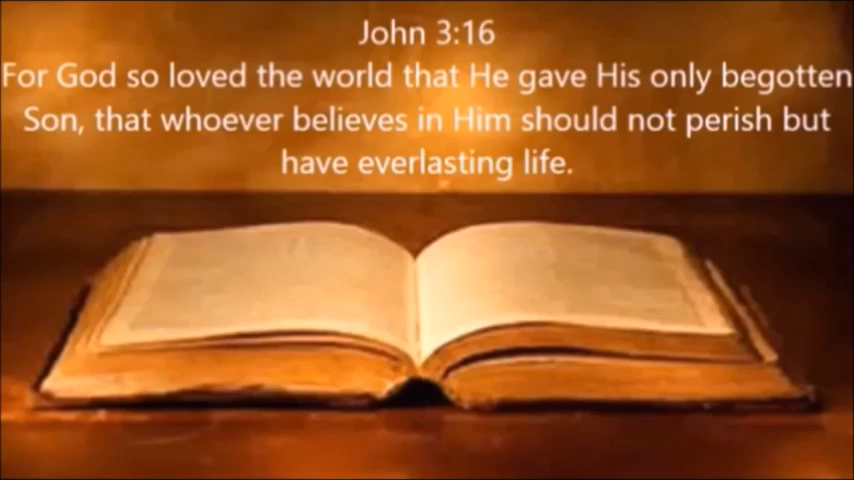 John 3:16
For God so loved the world that He gave His only begotten
Son, that whoever believes in Him should not perish but
have everlasting life.